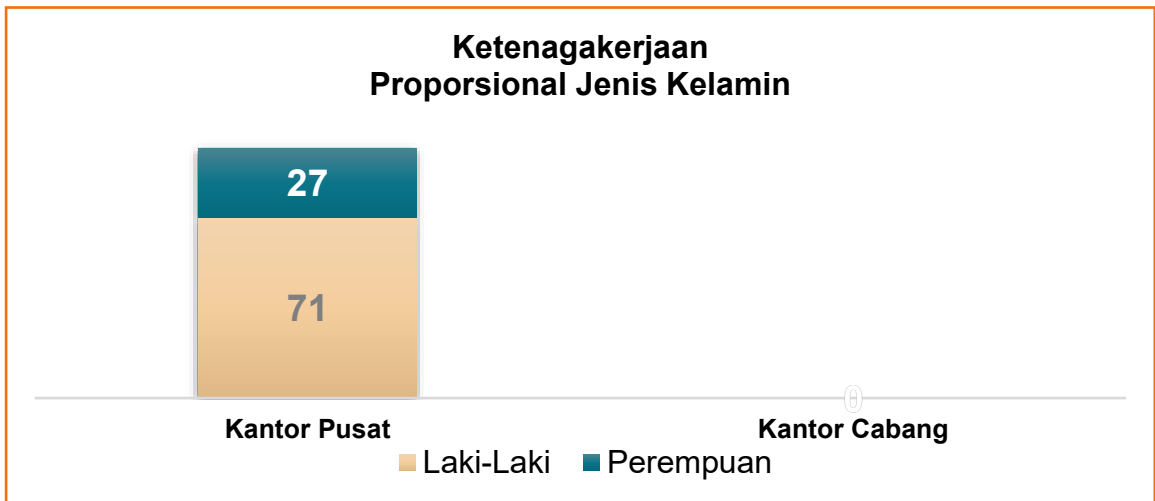 Ketenagakerjaan
Proporsional Jenis Kelamin
27
71
0
Kantor Pusat Kantor Cabang
Laki-Laki Perempuan